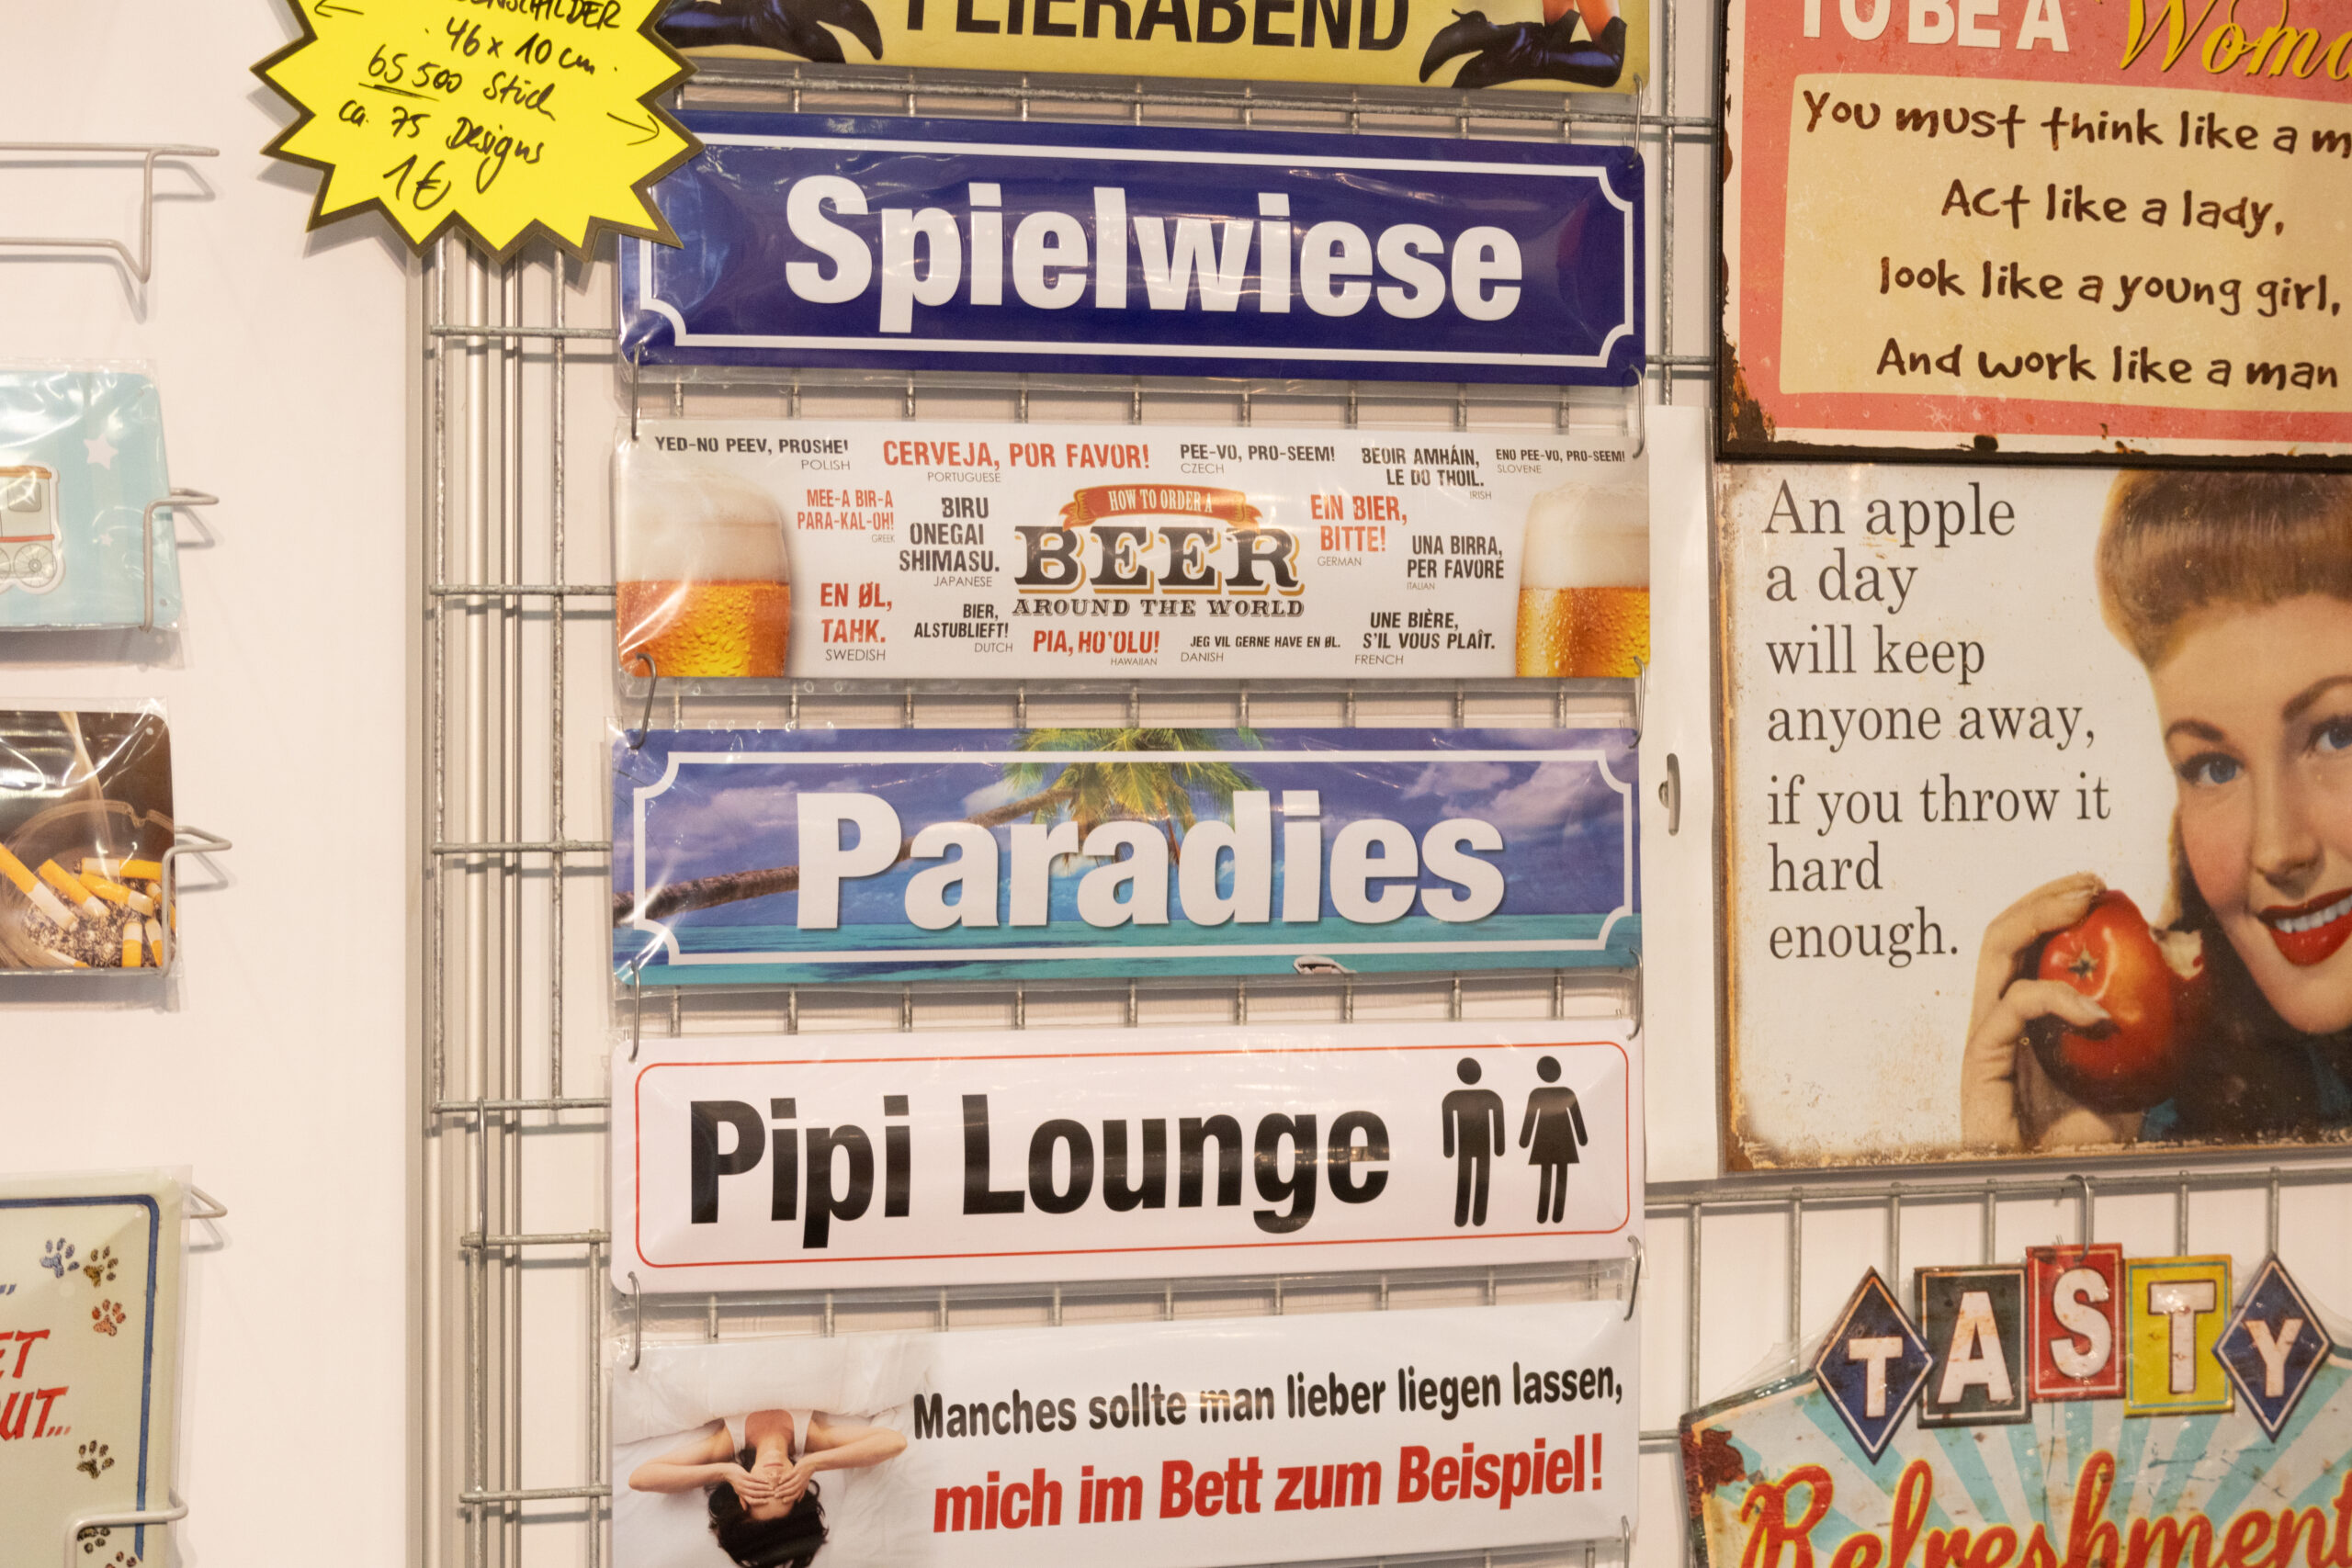 46 x 10 cm
65 500 Stück
ca. 75 Designs
1€
FEIERABEND
Spielwiese
YED-NO PEEV, PROSHE!
POLISH
CERVEJA, POR FAVOR!
PORTUGUESE
PEE-VO, PRO-SEEM!
CZECH
BEOIR AMHÁIN,
LE DO THOIL.
IRISH
ENO PEE-VO, PRO-SEEM!
SLOVENE
MEE-A BIR-A
PARA-KAL-OH!
GREEK
BIRU
ONEGAI
SHIMASU.
JAPANESE
HOW TO ORDER A
BEER
AROUND THE WORLD
EIN BIER,
BITTE!
GERMAN
UNA BIRRA,
PER FAVORE
ITALIAN
EN ØL,
TAHK.
SWEDISH
BIER,
ALSTUBLIEFT!
DUTCH
PIA, HO'OLU!
HAWAIIAN
JEG VIL GERNE HAVE EN ØL.
DANISH
UNE BIÈRE,
S'IL VOUS PLAÎT.
FRENCH
Paradies
Pipi Lounge
Manches sollte man lieber liegen lassen,
mich im Bett zum Beispiel!
TO BE A
You must think like a
Act like a lady,
look like a young girl,
And work like a man
An apple
a day
will keep
anyone away,
if you throw it
hard
enough.
TASTY
Refreshment